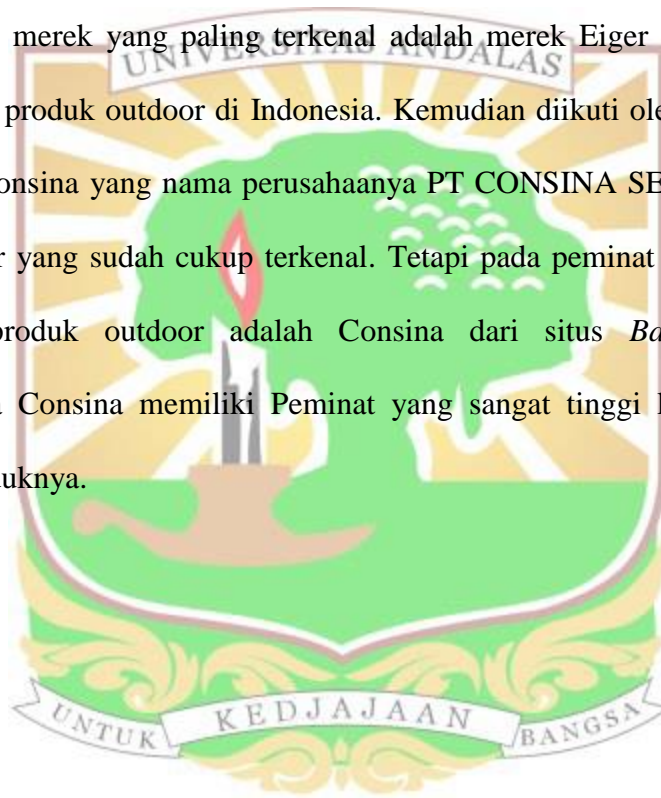 UNIVERSITAS ANDALAS
merek yang paling terkenal adalah merek Eiger
produk outdoor di Indonesia. Kemudian diikuti ole
onsina yang nama perusahaanya PT CONSINA SE
r yang sudah cukup terkenal. Tetapi pada peminat
produk outdoor adalah Consina dari situs Ba
a Consina memiliki Peminat yang sangat tinggi
uknya.
UNTUK KEDJAJAAN BANGSA